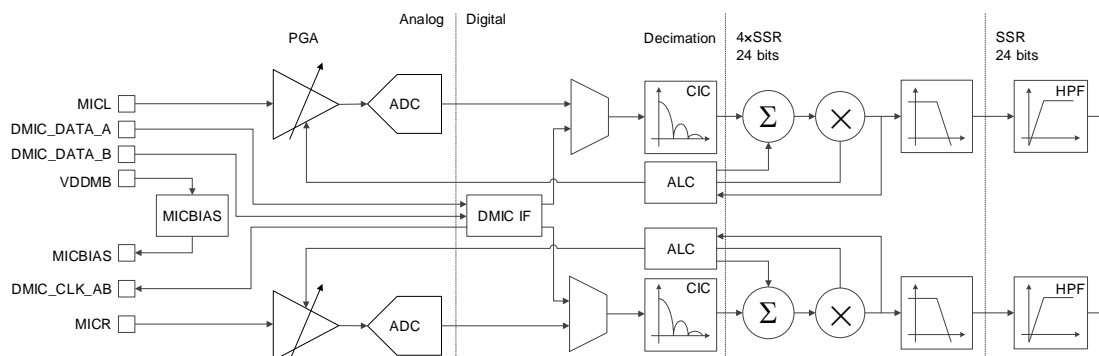 Analog
Digital
PGA
Decimation
4×SSR
24 bits
SSR
24 bits
CIC
HPF
MICL
ADC
Σ
×
DMIC_DATA_A
DMIC_DATA_B
VDDMB
ALC
MICBIAS
DMIC IF
MICBIAS
ALC
DMIC_CLK_AB
CIC
HPF
MICR
ADC
Σ
×